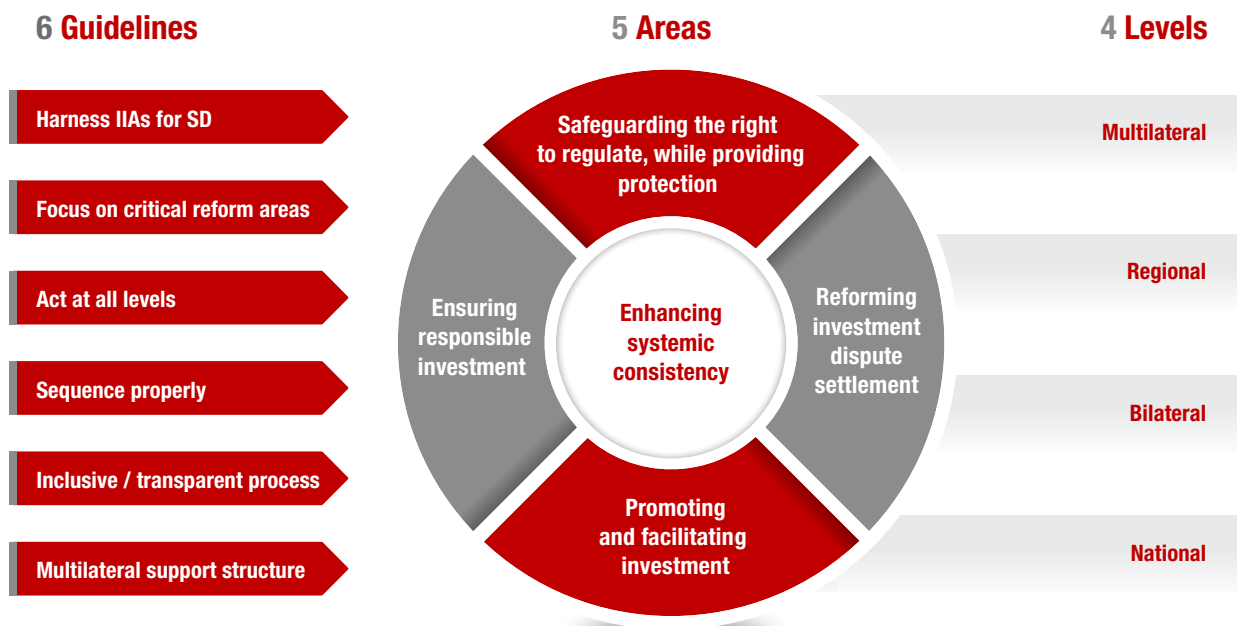 6 Guidelines
Harness IIAs for SD
Focus on critical reform areas
Act at all levels
Sequence properly
Inclusive / transparent process
Multilateral support structure
5 Areas
Safeguarding the right
to regulate, while providing
protection
Ensuring
responsible
investment
Enhancing
systemic
consistency
Reforming
investment
dispute
settlement
Promoting
and facilitating
investment
4 Levels
Multilateral
Regional
Bilateral
National